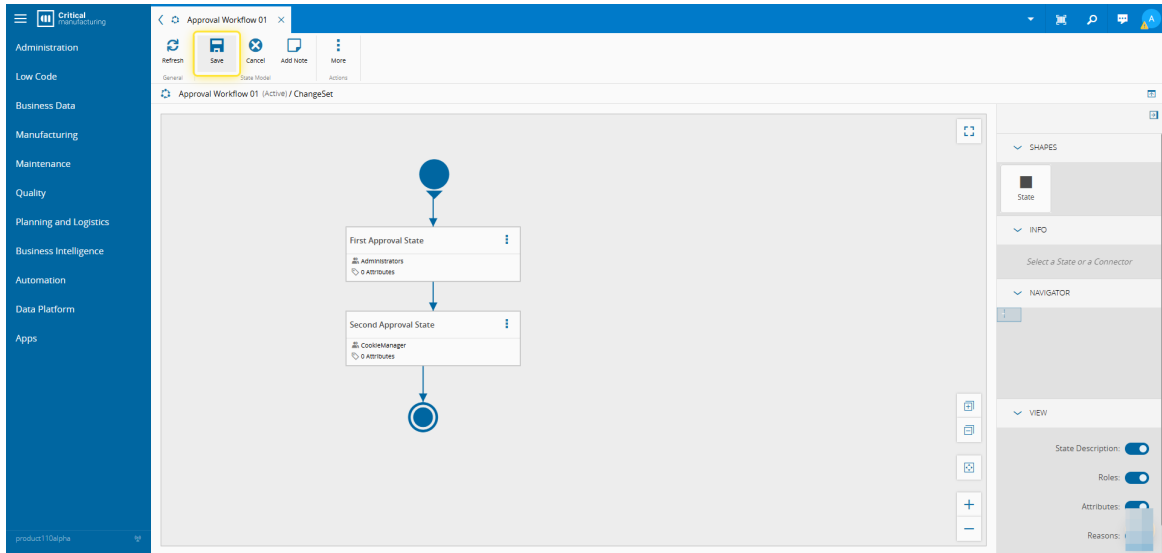 Critical
manufacturing
Approval Workflow 01
A
Administration
Low Code
Business Data
Manufacturing
Maintenance
Quality
Planning and Logistics
Business Intelligence
Automation
Data Platform
Apps
product110alpha
Refresh
Save
Cancel
Add Note
More
General
State Model
Actions
Approval Workflow 01 (Active) / ChangeSet
First Approval State
Administrators
0 Attributes
Second Approval State
CookieManager
0 Attributes
SHAPES
State
INFO
Select a State or a Connector
NAVIGATOR
VIEW
State Description:
Roles:
Attributes:
Reasons: